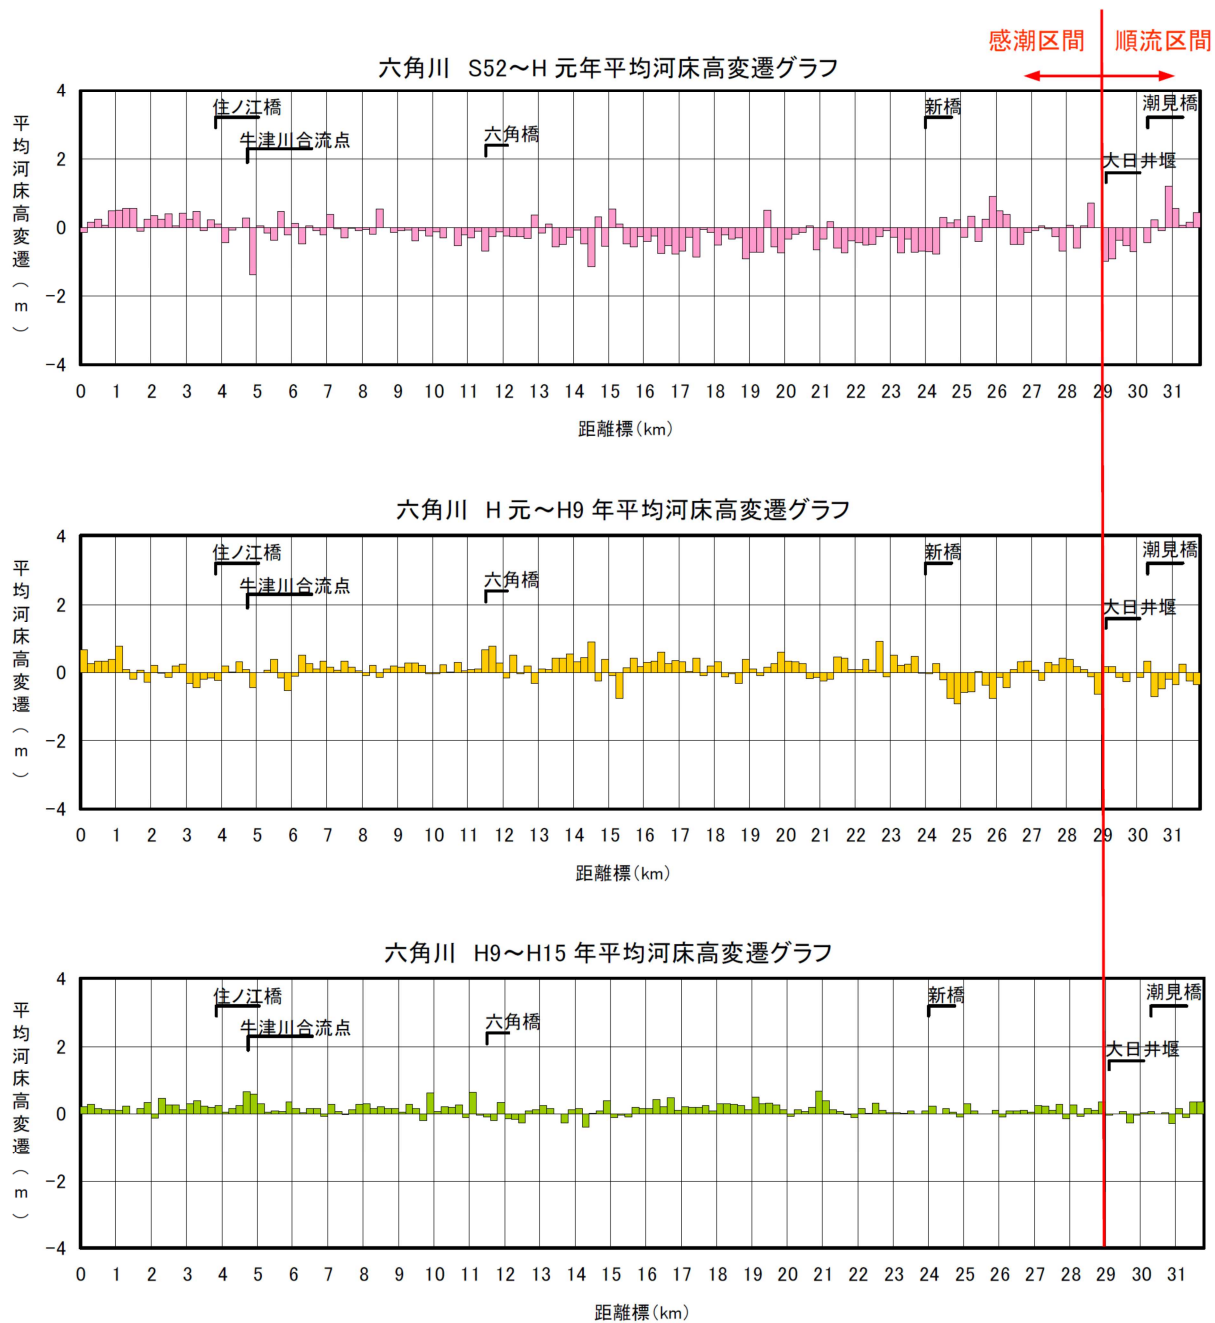 感潮区間 順流区間
六角川 S52～H 元年平均河床高変遷グラフ
平均河床高変遷(m)
4
2
0
−2
−4
住ノ江橋
牛津川合流点
六角橋
新橋
潮見橋
大日井堰
0 1 2 3 4 5 6 7 8 9 10 11 12 13 14 15 16 17 18 19 20 21 22 23 24 25 26 27 28 29 30 31
距離標(km)
六角川 H 元～H9 年平均河床高変遷グラフ
平均河床高変遷(m)
4
2
0
−2
−4
住ノ江橋
牛津川合流点
六角橋
新橋
潮見橋
大日井堰
0 1 2 3 4 5 6 7 8 9 10 11 12 13 14 15 16 17 18 19 20 21 22 23 24 25 26 27 28 29 30 31
距離標(km)
六角川 H9～H15 年平均河床高変遷グラフ
平均河床高変遷(m)
4
2
0
−2
−4
住ノ江橋
牛津川合流点
六角橋
新橋
潮見橋
大日井堰
0 1 2 3 4 5 6 7 8 9 10 11 12 13 14 15 16 17 18 19 20 21 22 23 24 25 26 27 28 29 30 31
距離標(km)